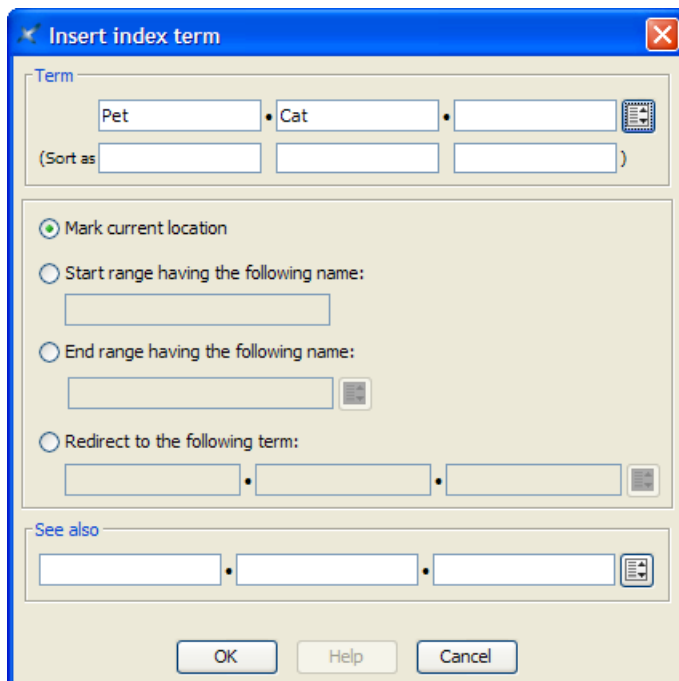 Insert index term
Term
Pet • Cat •
(Sort as )
Mark current location
Start range having the following name:
End range having the following name:
Redirect to the following term:
• •
See also
• •
OK Help Cancel